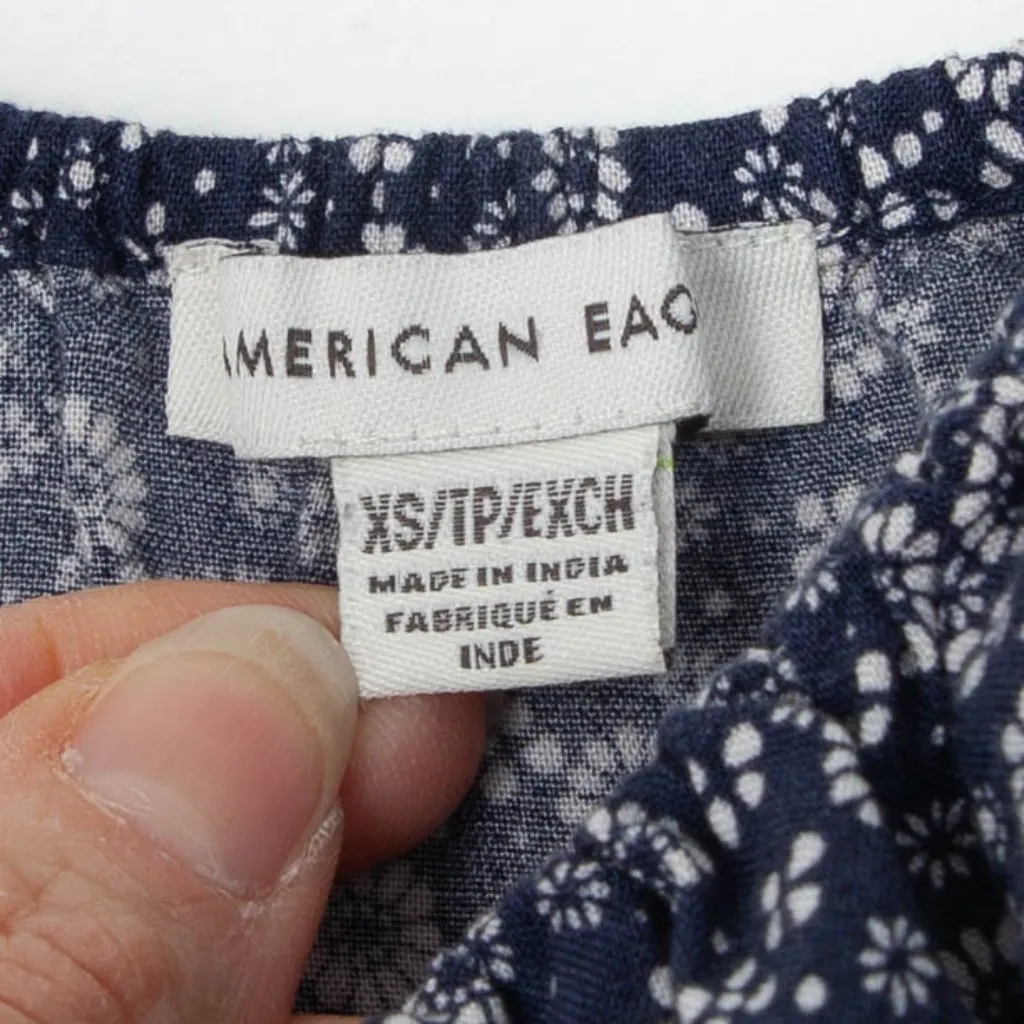 AMERICAN EAG
XS/TP/EXCH
MADE IN INDIA
FABRIQUÉ EN
INDE